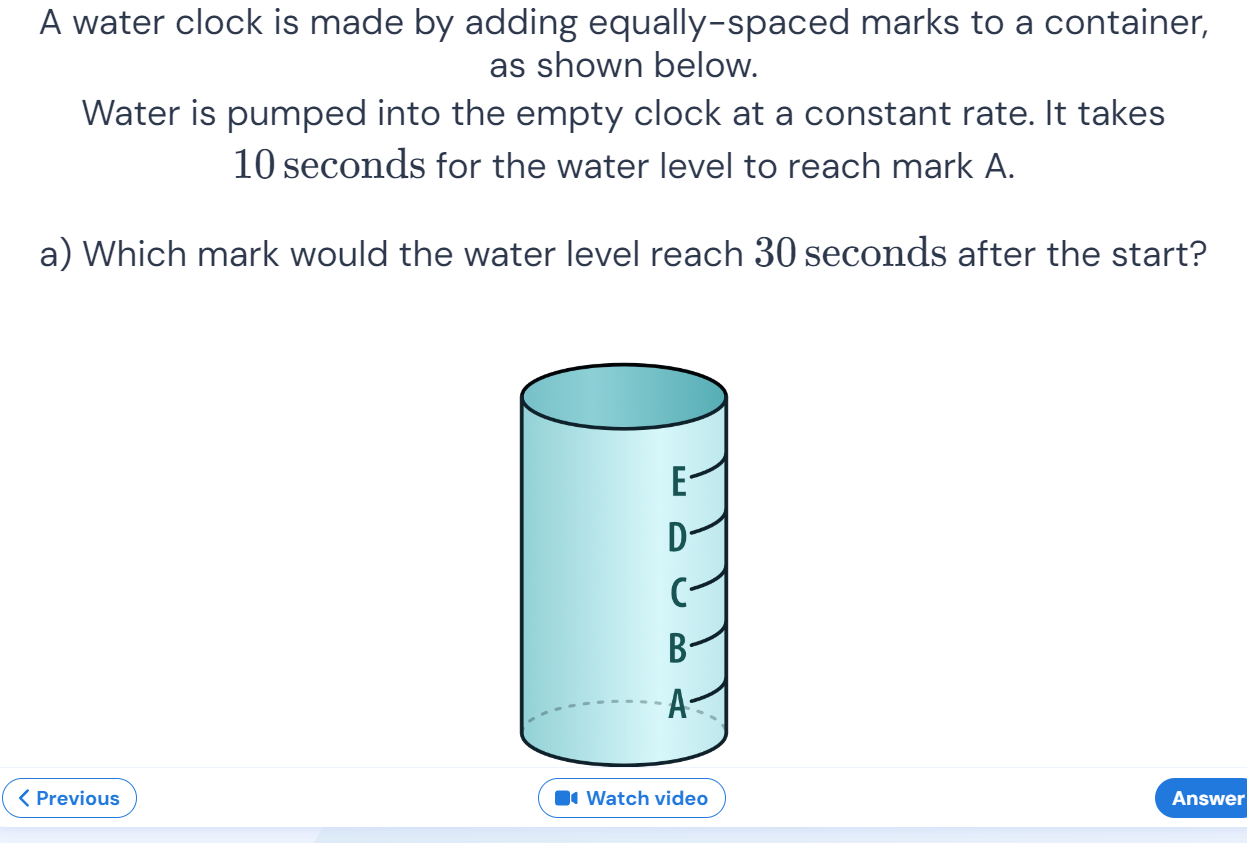 A water clock is made by adding equally-spaced marks to a container,
as shown below.
Water is pumped into the empty clock at a constant rate. It takes
10 seconds for the water level to reach mark A.
a) Which mark would the water level reach 30 seconds after the start?
E
D
C
B
A
Previous
Watch video
Answer